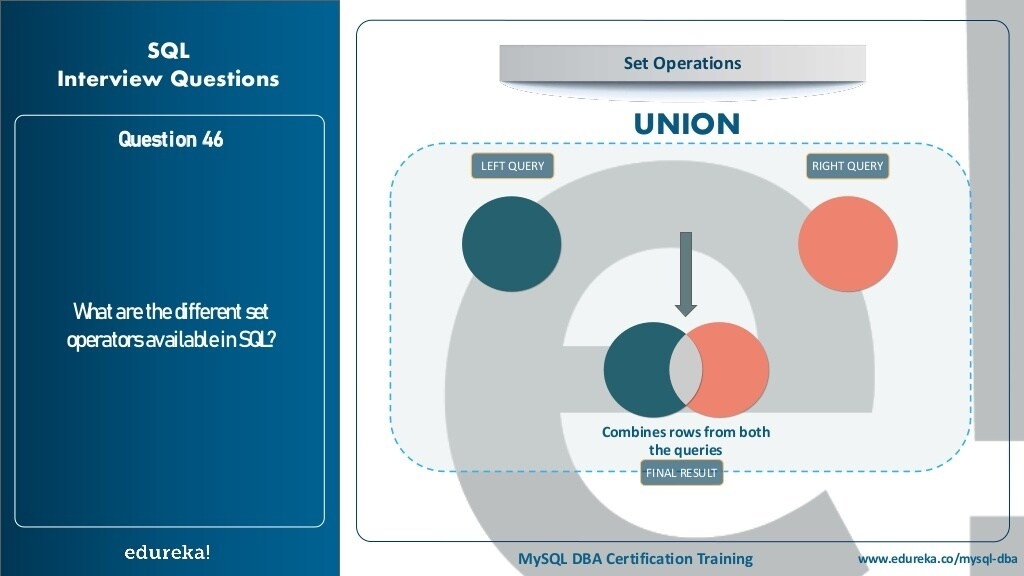 SQL
Interview Questions
Question 46
What are the different set
operators available in SQL?
edureka!
Set Operations
UNION
LEFT QUERY
RIGHT QUERY
Combines rows from both
the queries
FINAL RESULT
MySQL DBA Certification Training
www.edureka.co/mysql-dba